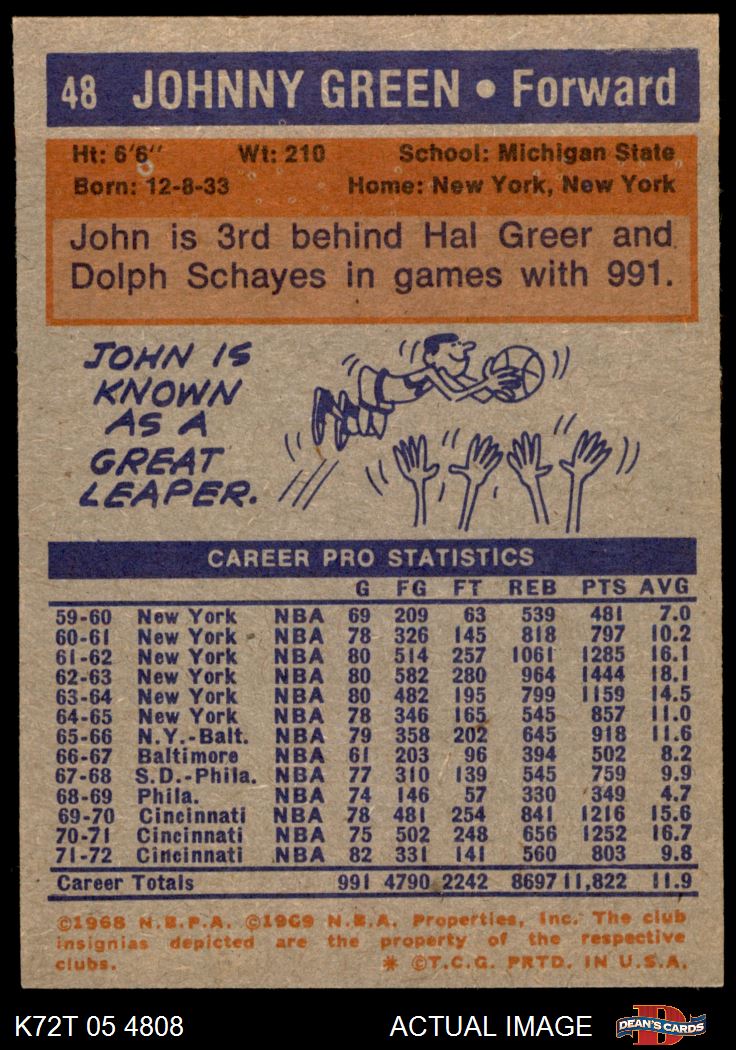 48 JOHNNY GREEN • Forward
Ht: 6'6" Wt: 210 School: Michigan State
Born: 12-8-33 Home: New York, New York
John is 3rd behind Hal Greer and
Dolph Schayes in games with 991.
JOHN IS
KNOWN
AS A
GREAT
LEAPER.
CAREER PRO STATISTICS
G FG FT REB PTS AVG
59-60 New York NBA 69 209 63 539 481 7.0
60-61 New York NBA 78 326 145 818 797 10.2
61-62 New York NBA 80 514 257 1061 1285 16.1
62-63 New York NBA 80 582 280 964 1444 18.1
63-64 New York NBA 80 482 195 799 1159 14.5
64-65 New York NBA 78 346 165 545 857 11.0
65-66 N.Y.-Balt. NBA 79 358 202 645 918 11.6
66-67 Baltimore NBA 61 203 96 394 502 8.2
67-68 S.D.-Phila. NBA 77 310 139 545 759 9.9
68-69 Phila. NBA 74 146 57 330 349 4.7
69-70 Cincinnati NBA 78 481 254 841 1216 15.6
70-71 Cincinnati NBA 75 502 248 656 1252 16.7
71-72 Cincinnati NBA 82 331 141 560 803 9.8
Career Totals 991 4790 2242 8697 11,822 11.9
©1968 N.B.P.A. ©1969 N.B.A. Properties, Inc. The club
insignias depicted are the property of the respective
clubs. * ©T.C.G. PRTD. IN U.S.A.
K72T 05 4808 ACTUAL IMAGE DEAN'S CARDS